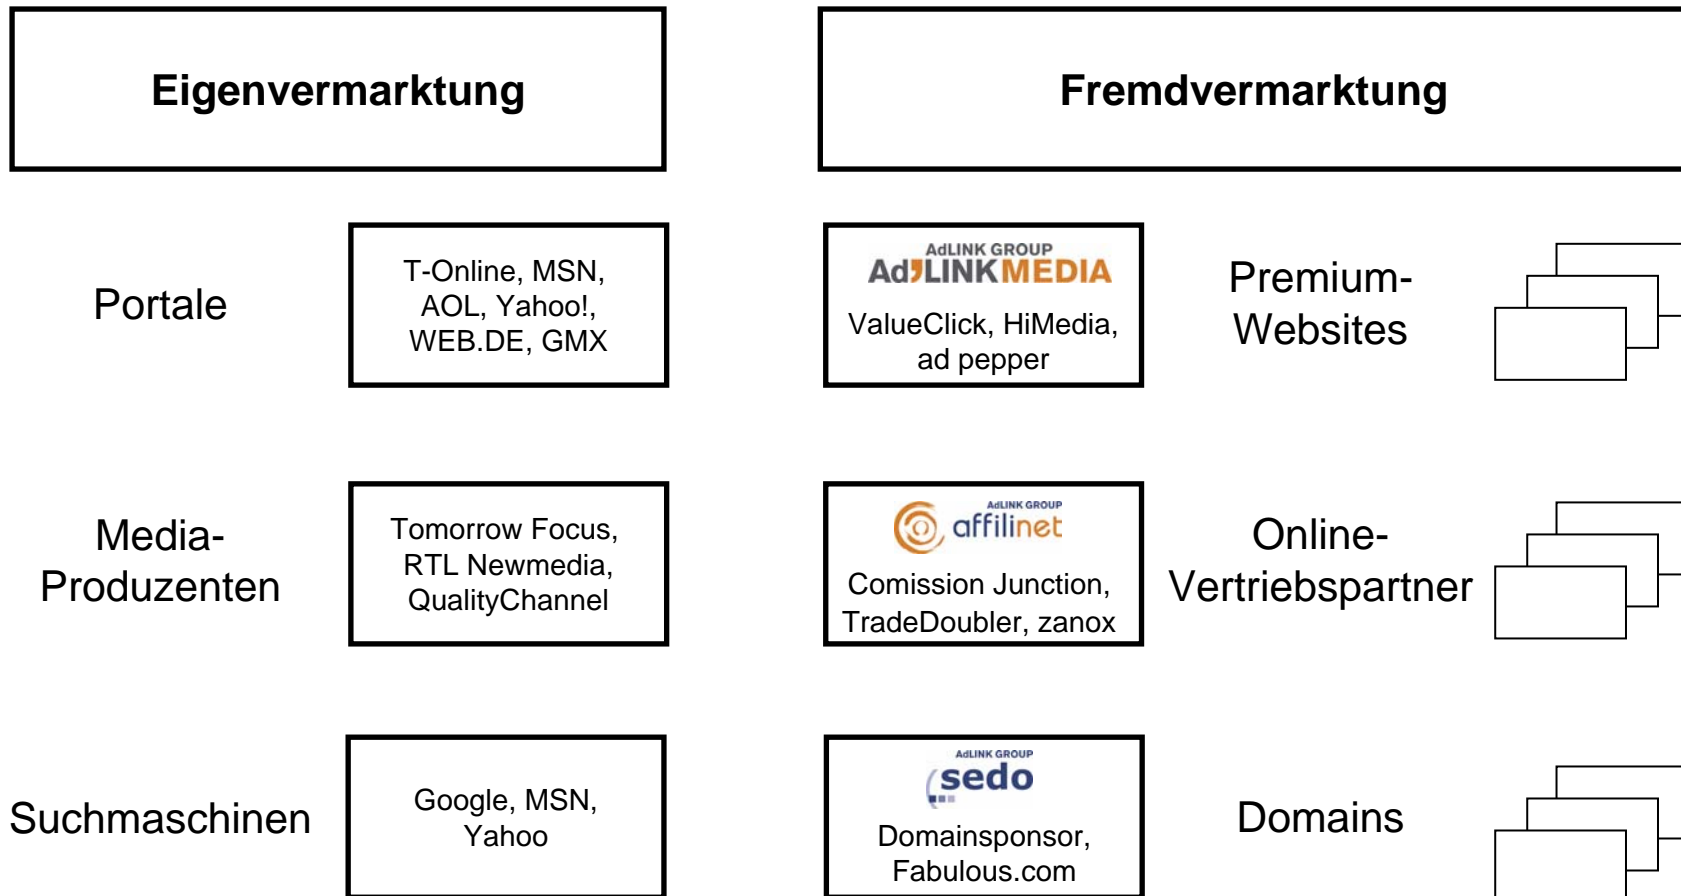 Eigenvermarktung
Fremdvermarktung
Portale
T-Online, MSN,
AOL, Yahoo!,
WEB.DE, GMX
AdLINK GROUP
Ad LINKMEDIA
ValueClick, HiMedia,
ad pepper
Premium-
Websites
Media-
Produzenten
Tomorrow Focus,
RTL Newmedia,
QualityChannel
AdLINK GROUP
affilinet
Comission Junction,
TradeDoubler, zanox
Online-
Vertriebspartner
Suchmaschinen
Google, MSN,
Yahoo
AdLINK GROUP
sedo
Domainsponsor,
Fabulous.com
Domains